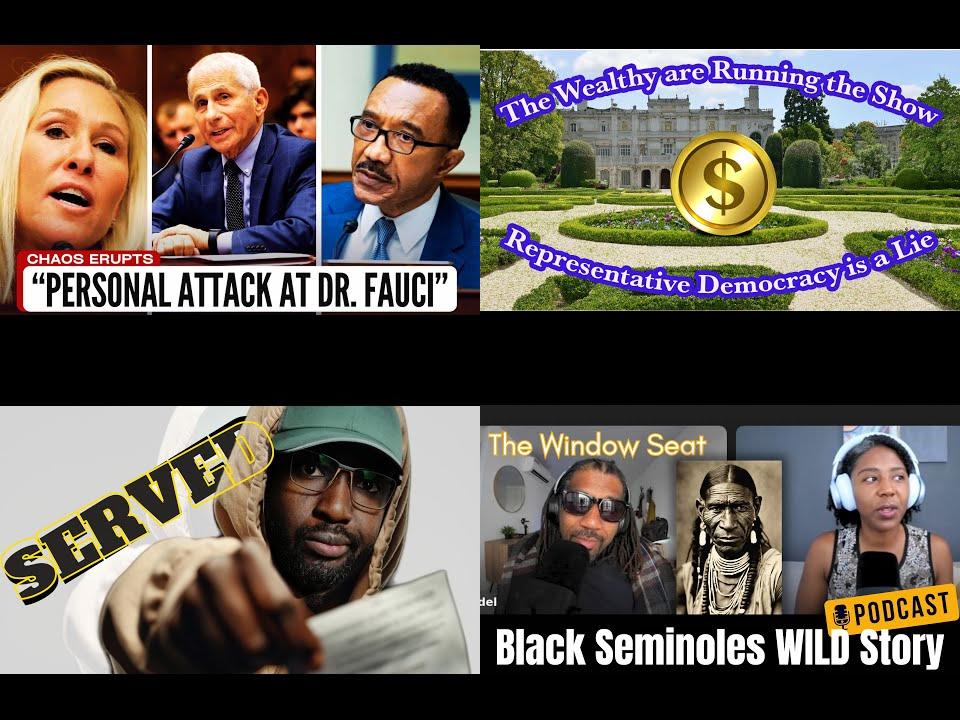 CHAOS ERUPTS
“PERSONAL ATTACK AT DR. FAUCI”
The Wealthy are Running the Show
$
Representative Democracy is a Lie
SERVED
The Window Seat
del
PODCAST
Black Seminoles WILD Story